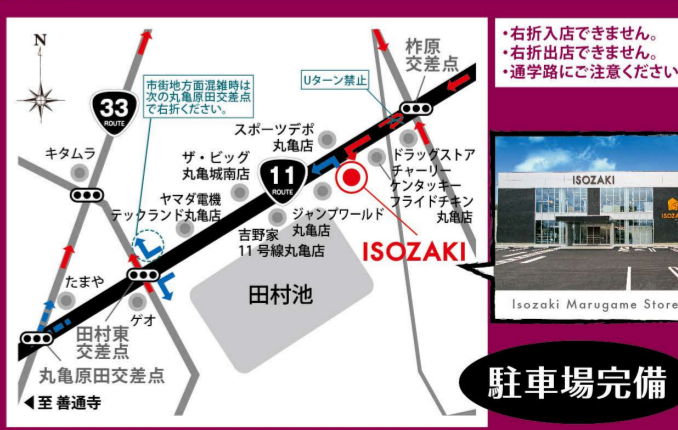 ・右折入店できません。
・右折出店できません。
・通学路にご注意ください
N
市街地方面混雑時は
次の丸亀原田交差点
で右折ください。
33
ROUTE
Uターン禁止
柞原
交差点
キタムラ
ザ・ビッグ
丸亀城南店
スポーツデポ
丸亀店
11
ROUTE
ドラッグストア
チャーリー
ケンタッキー
フライドチキン
丸亀店
ヤマダ電機
テックランド丸亀店
吉野家
11号線丸亀店
ジャンプワールド
丸亀店
ISOZAKI
たまや
ゲオ
田村池
田村東
交差点
丸亀原田交差点
至 善通寺
ISOZAKI
Isozaki Marugame Store
駐車場完備